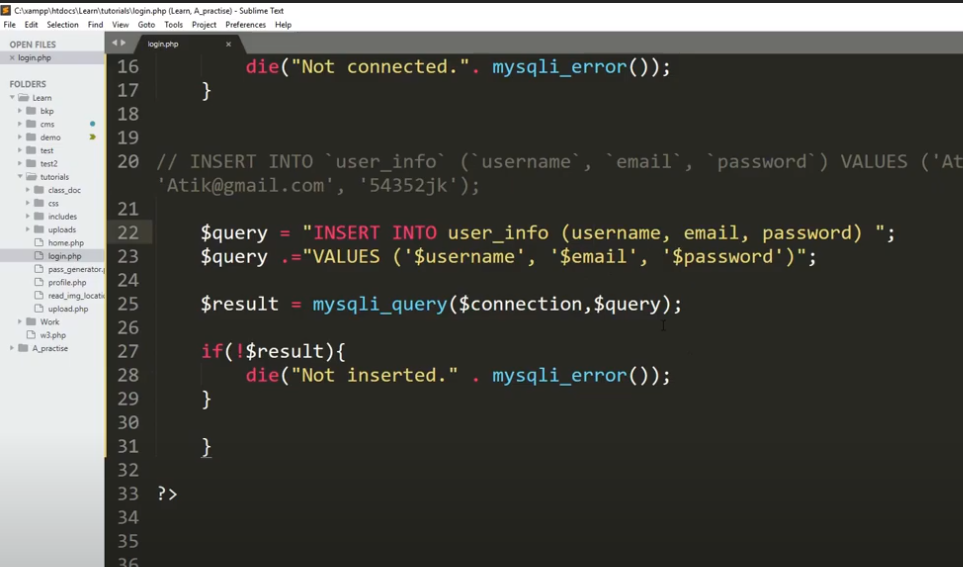 C:\xampp\htdocs\Learn\tutorials\login.php (Learn, A_practise) - Sublime Text
File Edit Selection Find View Goto Tools Project Preferences Help
OPEN FILES
login.php
FOLDERS
Learn
bkp
cms
demo
test
test2
tutorials
class_doc
css
includes
uploads
home.php
login.php
pass_generator.p
profile.php
read_img_locatio
upload.php
Work
w3.php
A_practise
login.php
16 die("Not connected.". mysqli_error());
17 }
18
19
20 // INSERT INTO `user_info` (`username`, `email`, `password`) VALUES ('At
'Atik@gmail.com', '54352jk');
21
22 $query = "INSERT INTO user_info (username, email, password) ";
23 $query .="VALUES ('$username', '$email', '$password')";
24
25 $result = mysqli_query($connection,$query);
26
27 if(!$result){
28 die("Not inserted." . mysqli_error());
29 }
30
31 }
32
33 ?>
34
35
36